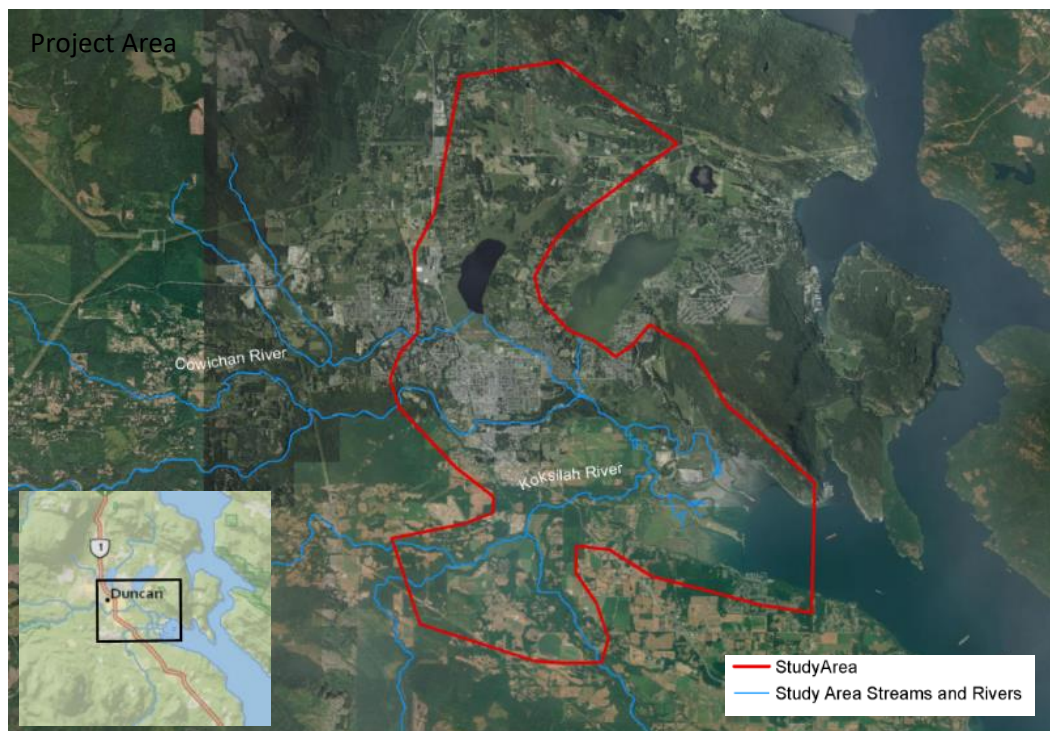 Project Area
Cowichan River
Koksilah River
1
Duncan
StudyArea
Study Area Streams and Rivers